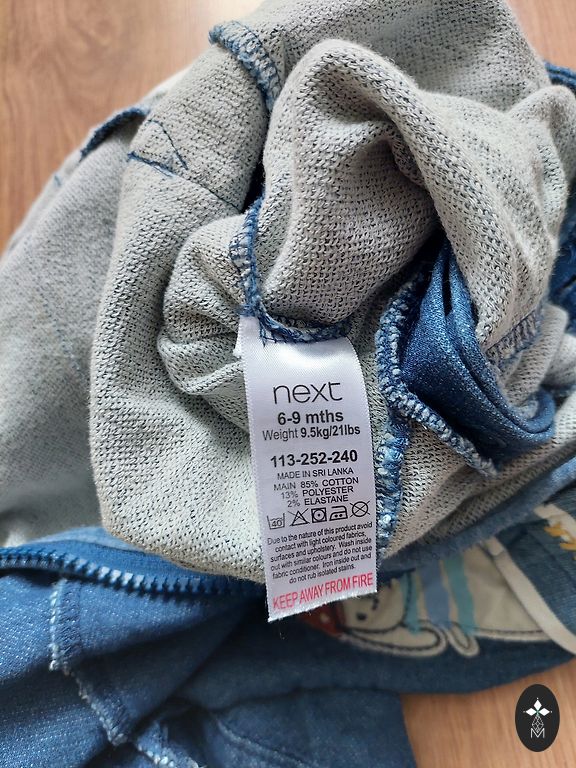 next
6-9 mths
Weight 9.5kg/21lbs
113-252-240
MADE IN SRI LANKA
MAIN 85% COTTON
13% POLYESTER
2% ELASTANE
40
Due to the nature of this product avoid
contact with light coloured fabrics,
surfaces and upholstery. Wash inside
out with similar colours and do not use
fabric conditioner. Iron inside out and
do not rub isolated stains.
KEEP AWAY FROM FIRE
M